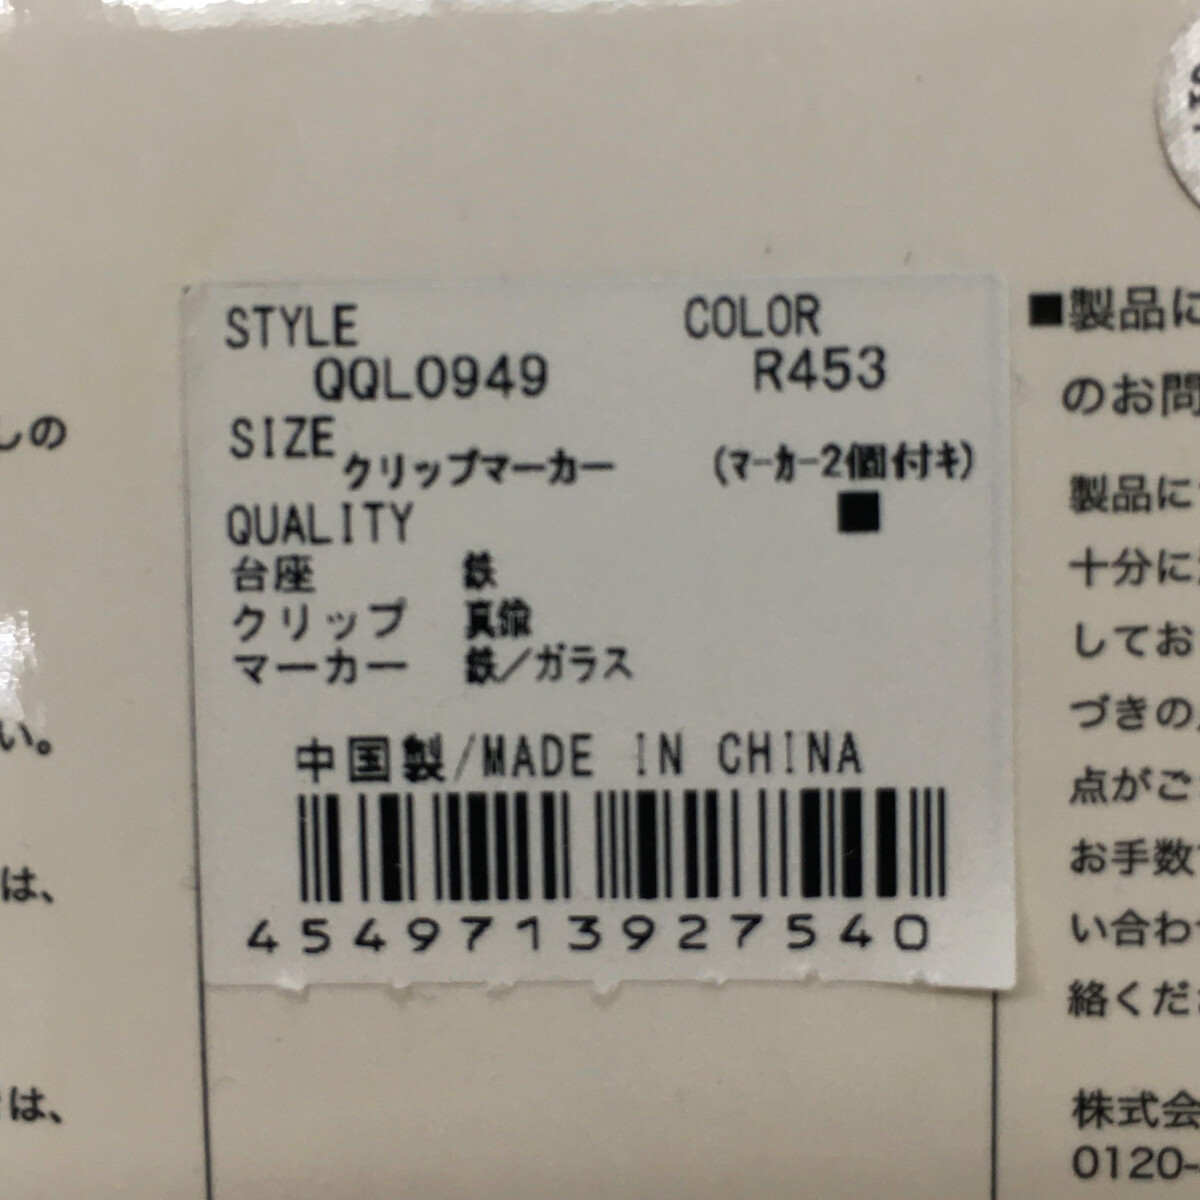 しの
い。
は、
は、
STYLE COLOR
QQL0949 R453
SIZE
クリップマーカー (マーカー2個付キ)
QUALITY ■
台座 鉄
クリップ 真鍮
マーカー 鉄/ガラス
中国製/MADE IN CHINA
4549713927540
■製品に
のお問
製品に
十分に
してお
づきの
点がご
お手数
い合わ
絡くだ
株式会
0120-